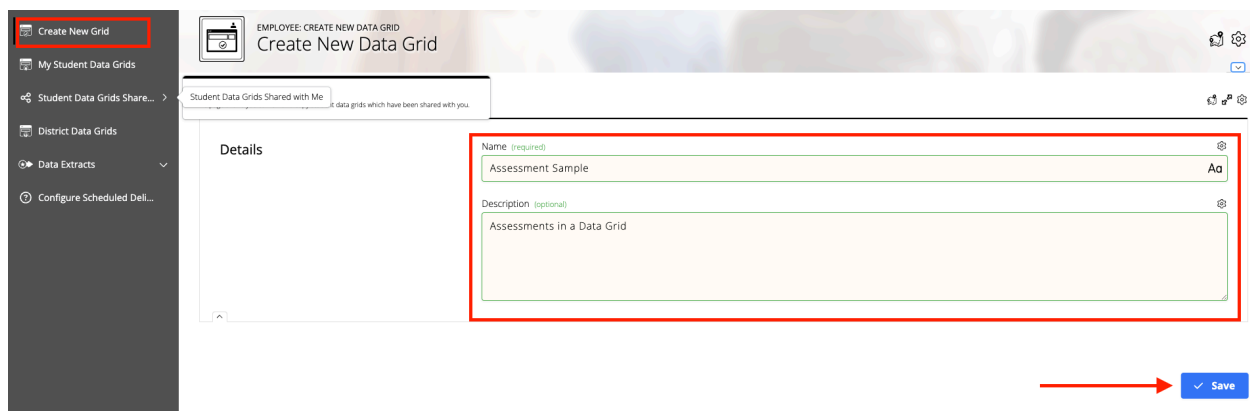 Create New Grid
My Student Data Grids
Student Data Grids Share...
District Data Grids
Data Extracts
Configure Scheduled Deli...
EMPLOYEE: CREATE NEW DATA GRID
Create New Data Grid
Student Data Grids Shared with Me
data grids which have been shared with you.
Details
Name (required)
Assessment Sample
Aa
Description (optional)
Assessments in a Data Grid
Save